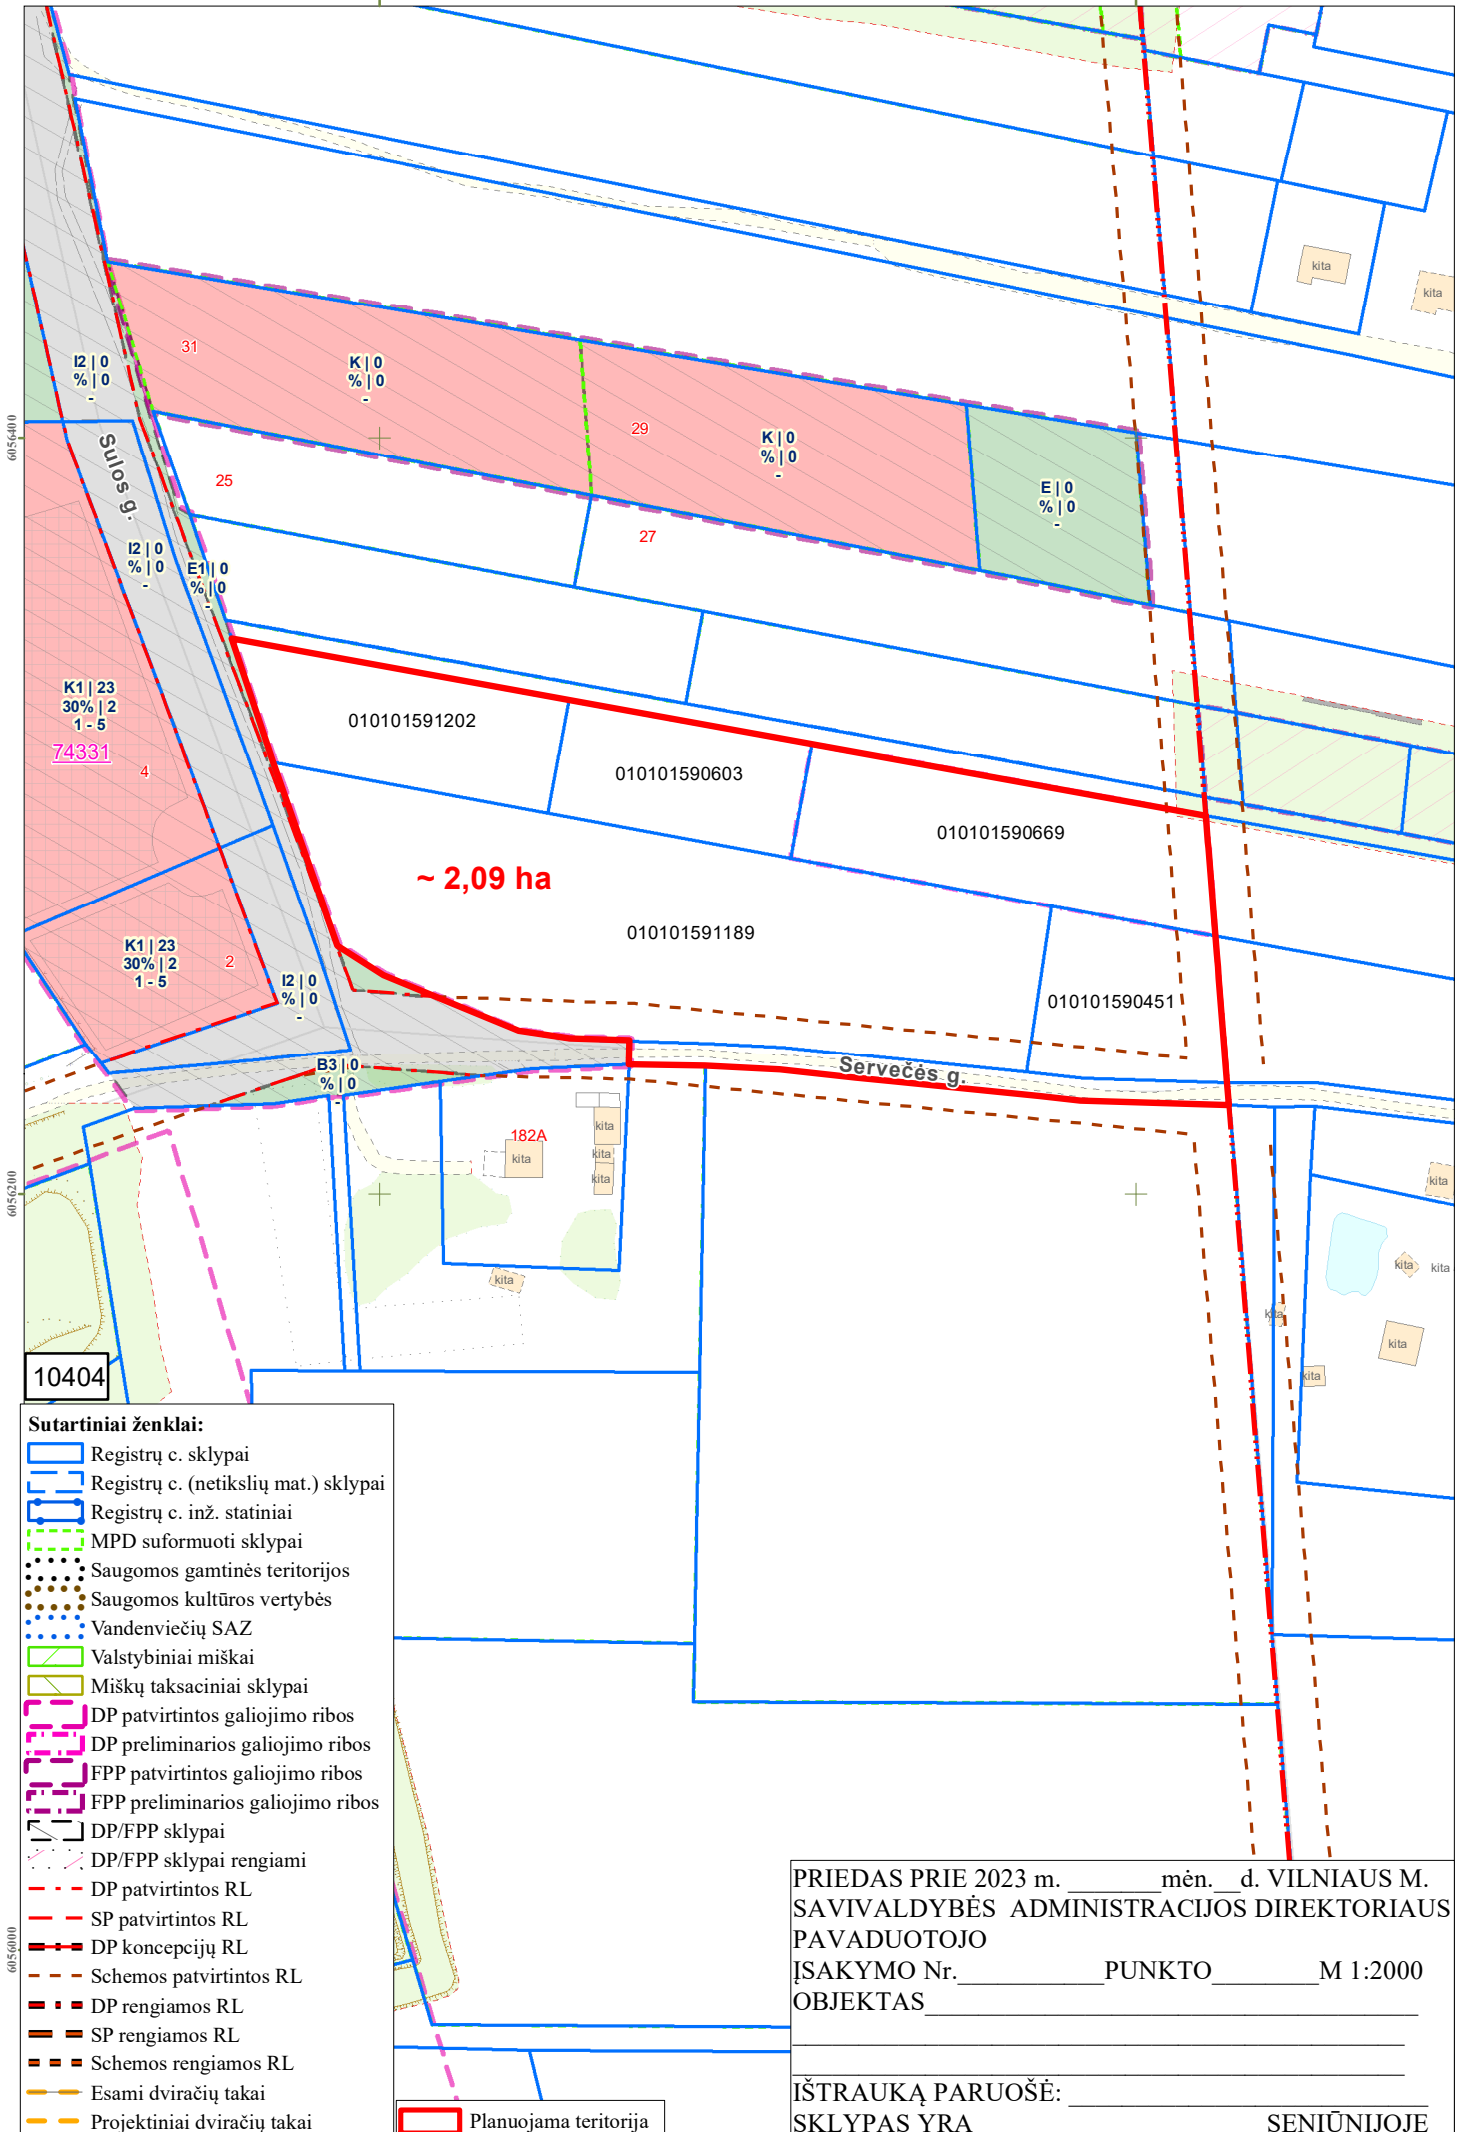 kita
kita
31
I2 | 0
% | 0
-
K | 0
% | 0
-
29
K | 0
% | 0
-
6056400
Sulos g.
25
E | 0
% | 0
-
27
I2 | 0
% | 0
-
E1 | 0
% | 0
-
K1 | 23
30% | 2
1 - 5
74331
4
010101591202
010101590603
010101590669
~ 2,09 ha
010101591189
K1 | 23
30% | 2
1 - 5
2
I2 | 0
% | 0
-
010101590451
B3 | 0
% | 0
-
Servečės g.
182A
kita
kita
kita
kita
kita
6056200
kita
kita
kita
kita
kita
kita
10404
Sutartiniai ženklai:
Registrų c. sklypai
Registrų c. (netikslių mat.) sklypai
Registrų c. inž. statiniai
MPD suformuoti sklypai
Saugomos gamtinės teritorijos
Saugomos kultūros vertybės
Vandenviečių SAZ
Valstybiniai miškai
Miškų taksaciniai sklypai
DP patvirtintos galiojimo ribos
DP preliminarios galiojimo ribos
FPP patvirtintos galiojimo ribos
FPP preliminarios galiojimo ribos
DP/FPP sklypai
DP/FPP sklypai rengiami
DP patvirtintos RL
SP patvirtintos RL
DP koncepcijų RL
Schemos patvirtintos RL
DP rengiamos RL
SP rengiamos RL
Schemos rengiamos RL
Esami dviračių takai
Projektiniai dviračių takai
6056000
Planuojama teritorija
PRIEDAS PRIE 2023 m. _______mėn.__d. VILNIAUS M.
SAVIVALDYBĖS ADMINISTRACIJOS DIREKTORIAUS
PAVADUOTOJO
ĮSAKYMO Nr.___________PUNKTO________M 1:2000
OBJEKTAS_____________________________________
IŠTRAUKĄ PARUOŠĖ: ___________________________
SKLYPAS YRA SENIŪNIJOJE